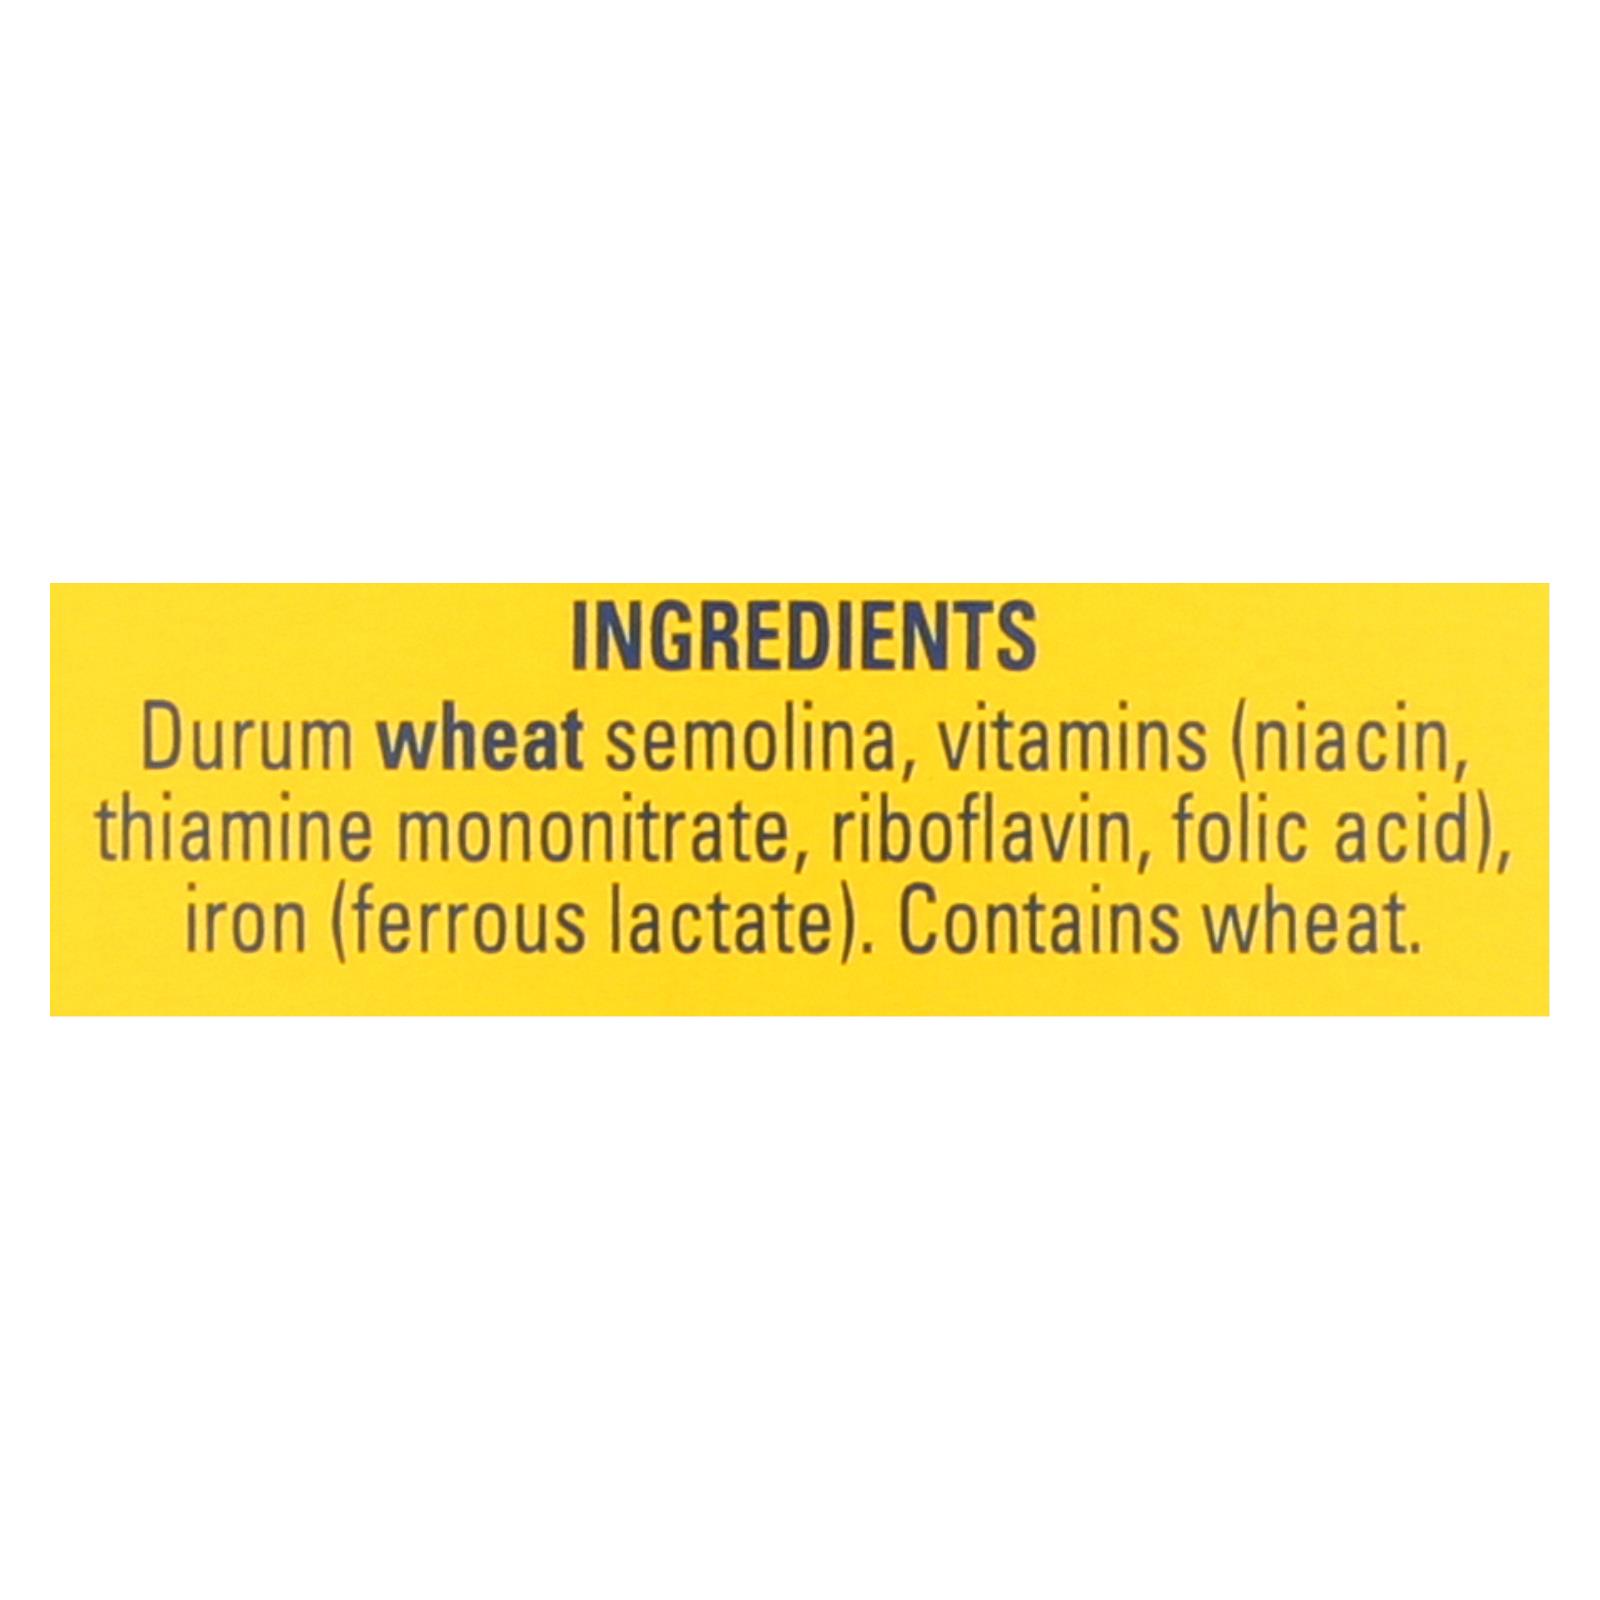 INGREDIENTS
Durum wheat semolina, vitamins (niacin,
thiamine mononitrate, riboflavin, folic acid),
iron (ferrous lactate). Contains wheat.